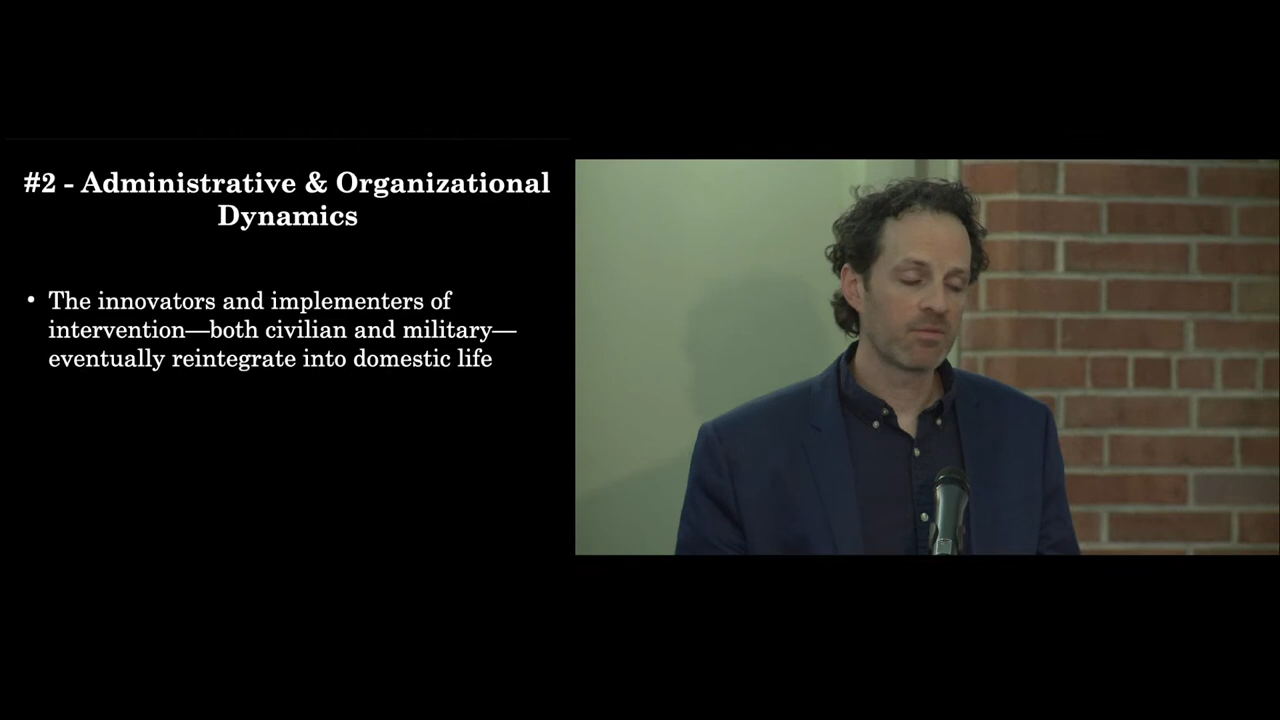 #2 - Administrative & Organizational
Dynamics
• The innovators and implementers of
intervention—both civilian and military—
eventually reintegrate into domestic life